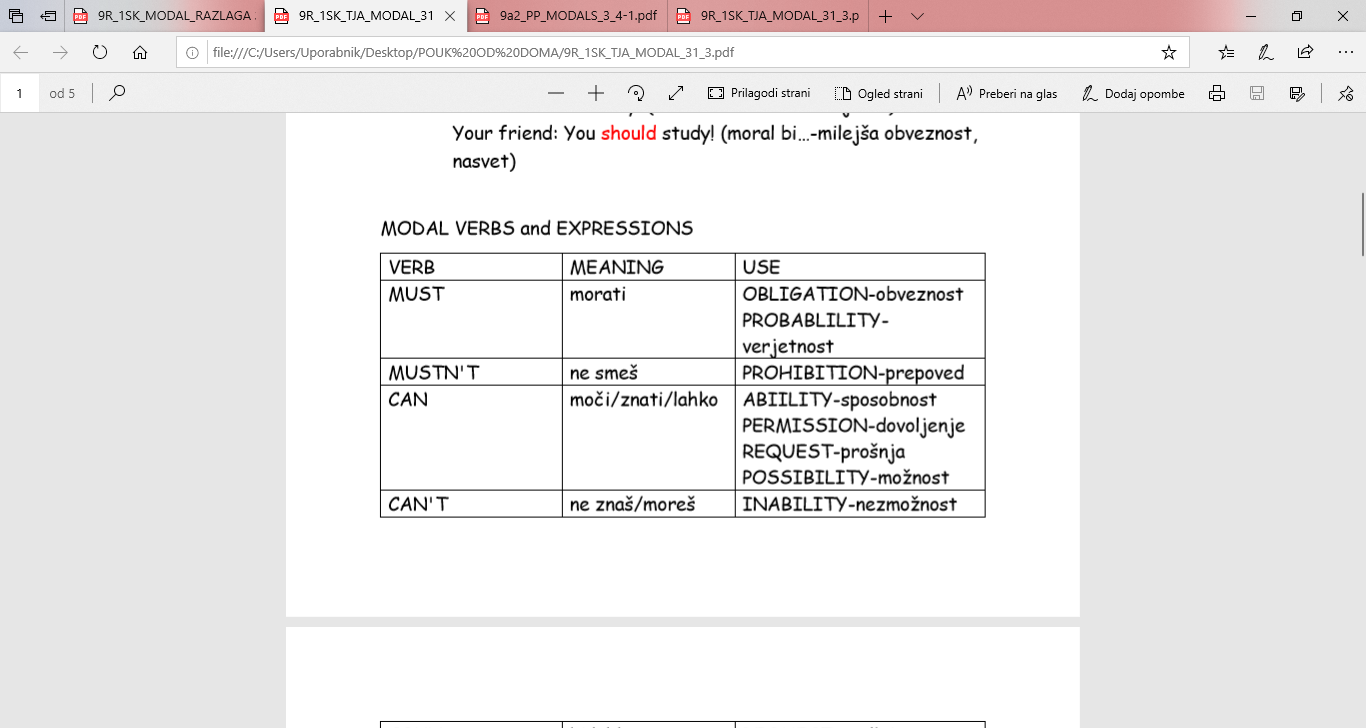 9R_1SK_MODAL_RAZLAGA
9R_1SK_TJA_MODAL_31
9a2_PP_MODALS_3_4-1.pdf
9R_1SK_TJA_MODAL_31_3.p
file:///C:/Users/Uporabnik/Desktop/POUK%20OD%20DOMA/9R_1SK_TJA_MODAL_31_3.pdf
1 od 5 Prilagodi strani Ogled strani Preberi na glas Dodaj opombe
Your friend: You should study! (moral bi...-milejša obveznost,
nasvet)
MODAL VERBS and EXPRESSIONS
VERB MEANING USE
MUST morati OBLIGATION-obveznost
PROBABLILITY-
verjetnost
MUSTN'T ne smeš PROHIBITION-prepoved
CAN moči/znati/lahko ABIILITY-sposobnost
PERMISSION-dovoljenje
REQUEST-prošnja
POSSIBILITY-možnost
CAN'T ne znaš/moreš INABILITY-nezmožnost